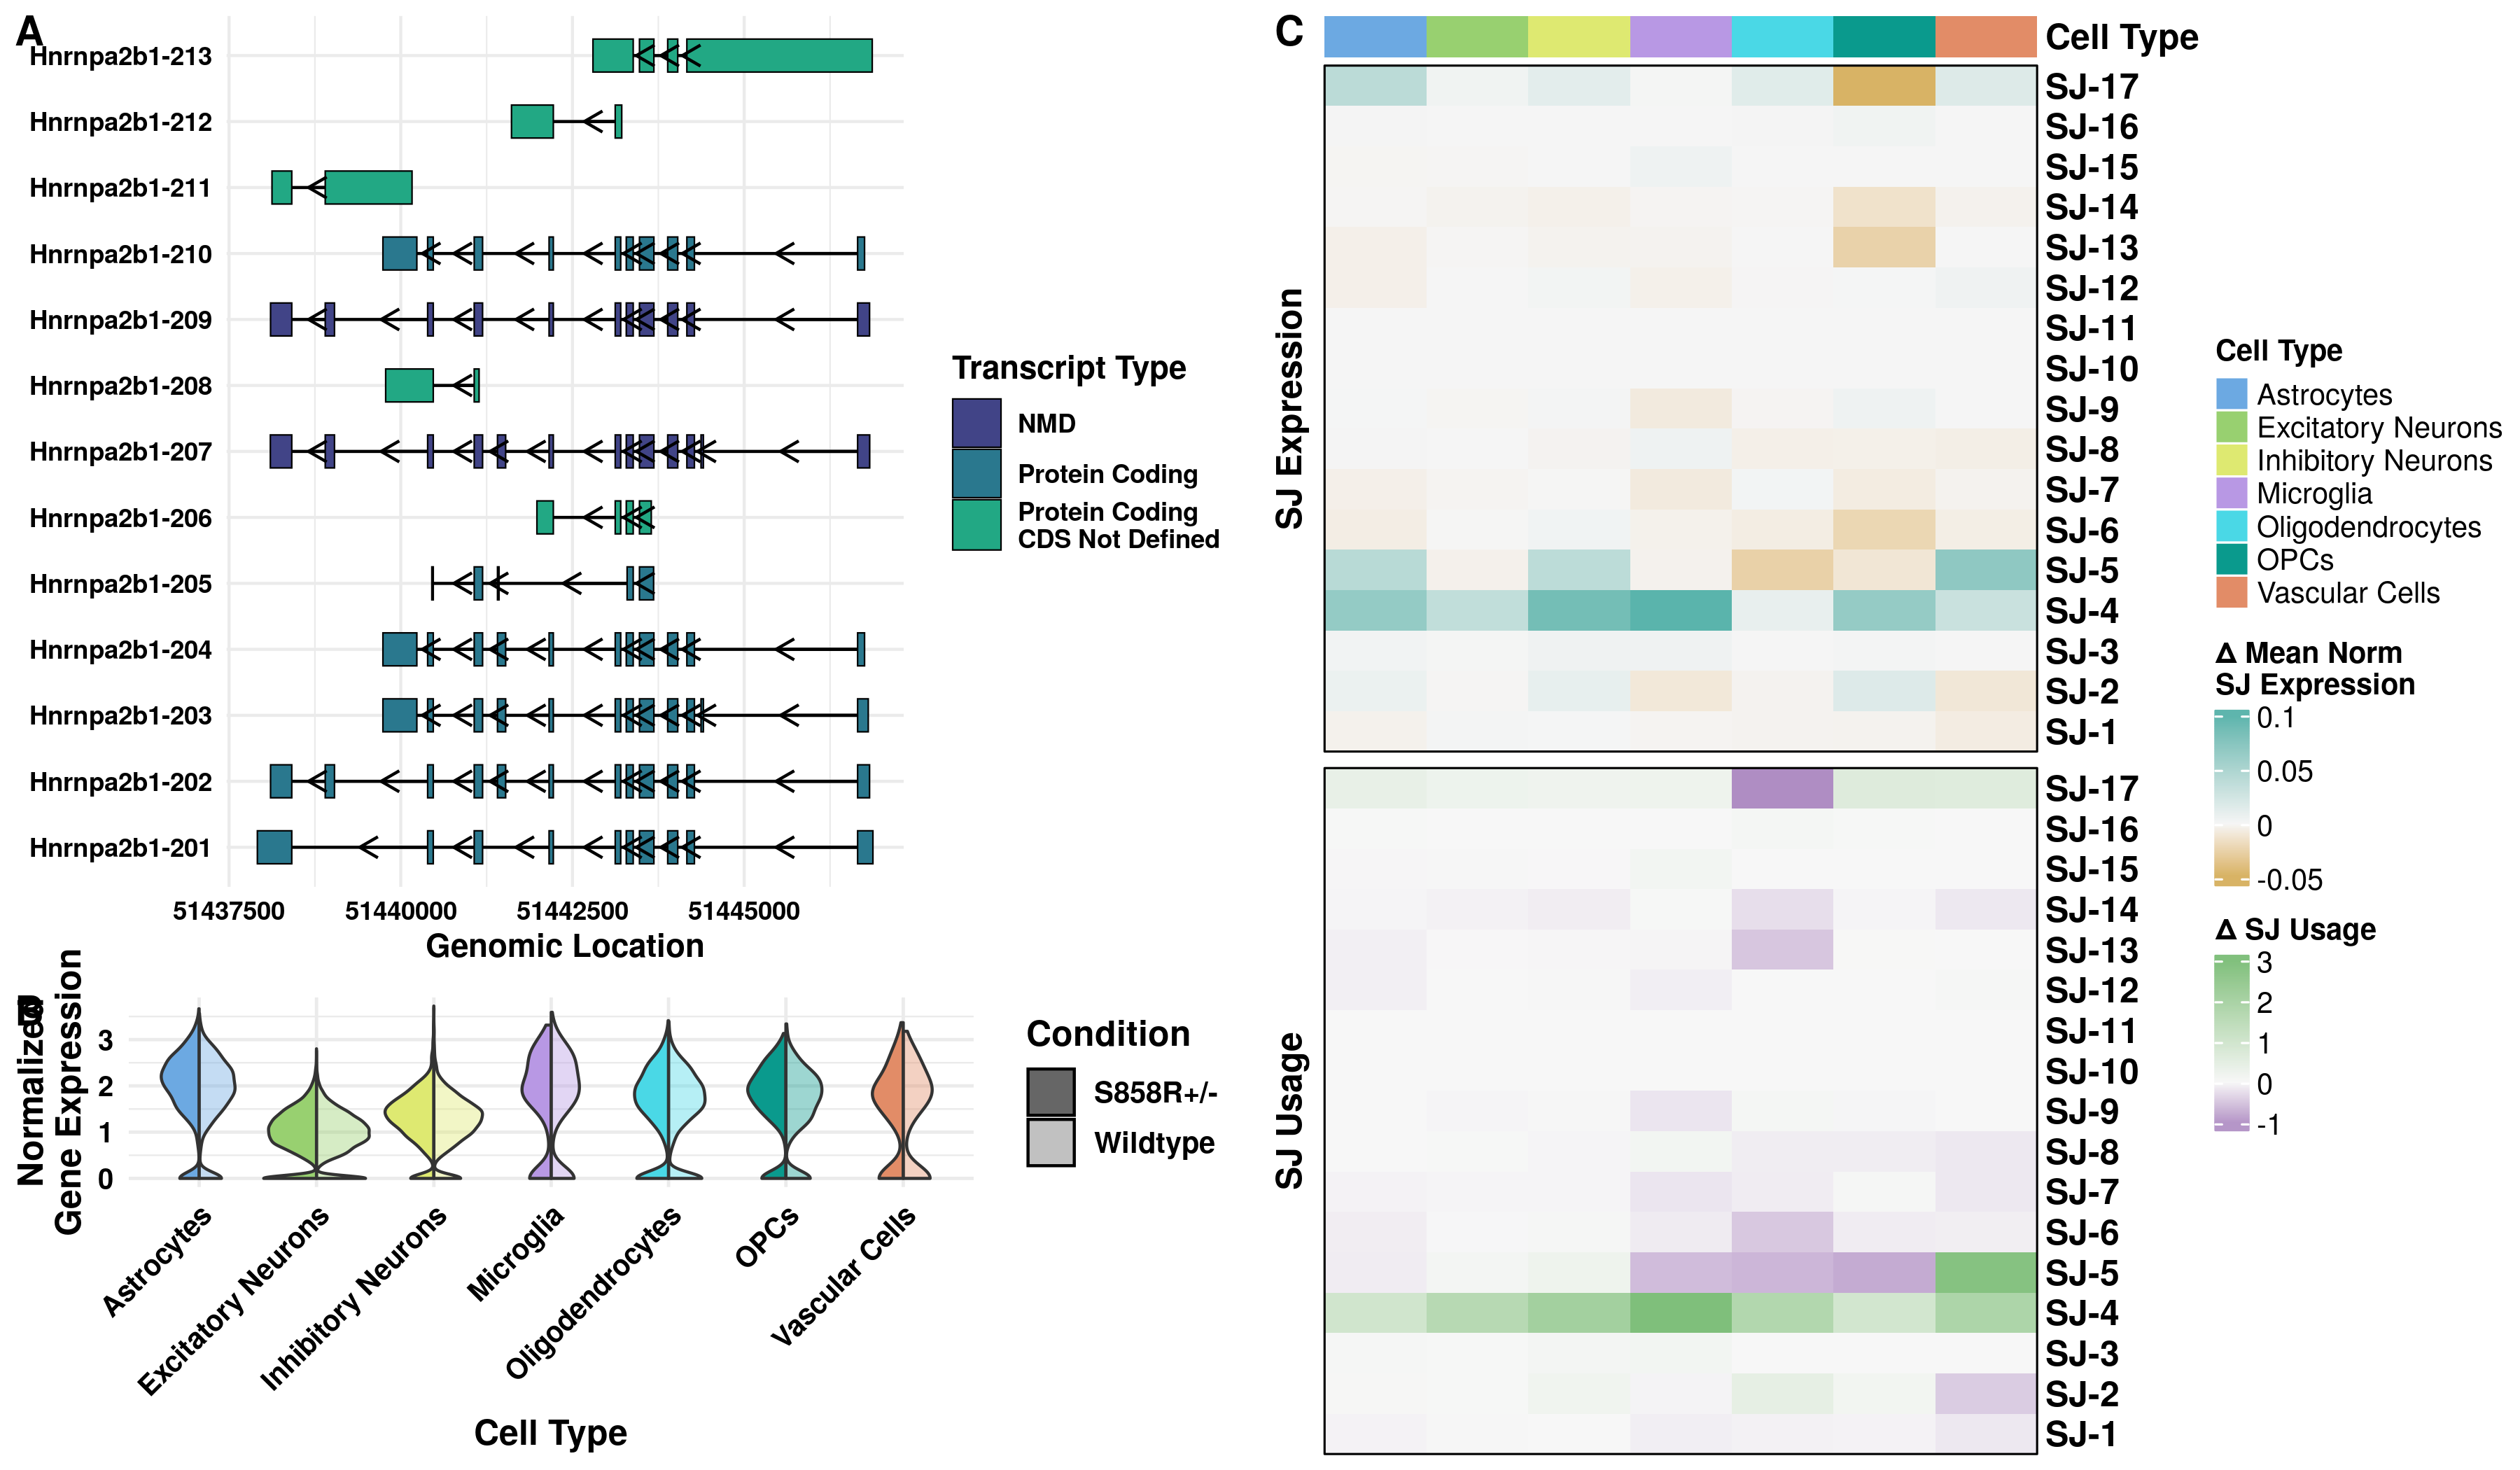 A
Hnrnpa2b1-213
Hnrnpa2b1-212
Hnrnpa2b1-211
Hnrnpa2b1-210
Hnrnpa2b1-209
Hnrnpa2b1-208
Hnrnpa2b1-207
Hnrnpa2b1-206
Hnrnpa2b1-205
Hnrnpa2b1-204
Hnrnpa2b1-203
Hnrnpa2b1-202
Hnrnpa2b1-201
51437500 51440000 51442500 51445000
Genomic Location
Transcript Type
NMD
Protein Coding
Protein Coding
CDS Not Defined
B
Normalized
Gene Expression
3
2
1
0
Astrocytes
Excitatory Neurons
Inhibitory Neurons
Microglia
Oligodendrocytes
OPCs
Vascular Cells
Cell Type
Condition
S858R+/-
Wildtype
C
Cell Type
SJ Expression
SJ-17
SJ-16
SJ-15
SJ-14
SJ-13
SJ-12
SJ-11
SJ-10
SJ-9
SJ-8
SJ-7
SJ-6
SJ-5
SJ-4
SJ-3
SJ-2
SJ-1
SJ Usage
SJ-17
SJ-16
SJ-15
SJ-14
SJ-13
SJ-12
SJ-11
SJ-10
SJ-9
SJ-8
SJ-7
SJ-6
SJ-5
SJ-4
SJ-3
SJ-2
SJ-1
Cell Type
Astrocytes
Excitatory Neurons
Inhibitory Neurons
Microglia
Oligodendrocytes
OPCs
Vascular Cells
Δ Mean Norm
SJ Expression
0.1
0.05
0
-0.05
Δ SJ Usage
3
2
1
0
-1